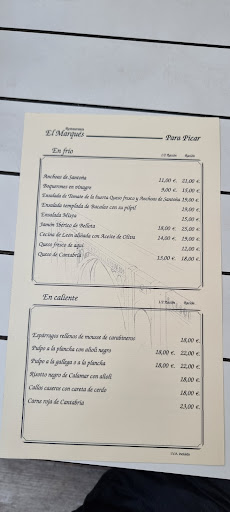 Restaurante
El Marqués
Para Picar
En frío
1/2 Ración Ración
Anchoas de Santoña 11,00 €. 21,00 €.
Boquerones en vinagre 9,00 €. 15,00 €.
Ensalada de Tomate de la huerta Queso fresco y Anchoas de Santoña 19,00 €.
Ensalada templada de Bacalao con su pilpil 19,00 €.
Ensalada Mixta 15,00 €.
Jamón Ibérico de Bellota 18,00 €. 25,00 €.
Cecina de León aliñada con Aceite de Oliva 14,00 €. 19,00 €.
Queso fresco de aquí 12,00 €.
Queso de Cantabria 13,00 €. 18,00 €.
En caliente
1/2 Ración Ración
Espárragos rellenos de mousse de carabineros 18,00 €.
Pulpo a la plancha con alioli negro 18,00 €. 22,00 €.
Pulpo a la gallega o a la plancha 18,00 €. 22,00 €.
Risotto negro de Calamar con alioli 18,00 €.
Callos caseros con careta de cerdo 18,00 €.
Carne roja de Cantabria 23,00 €.